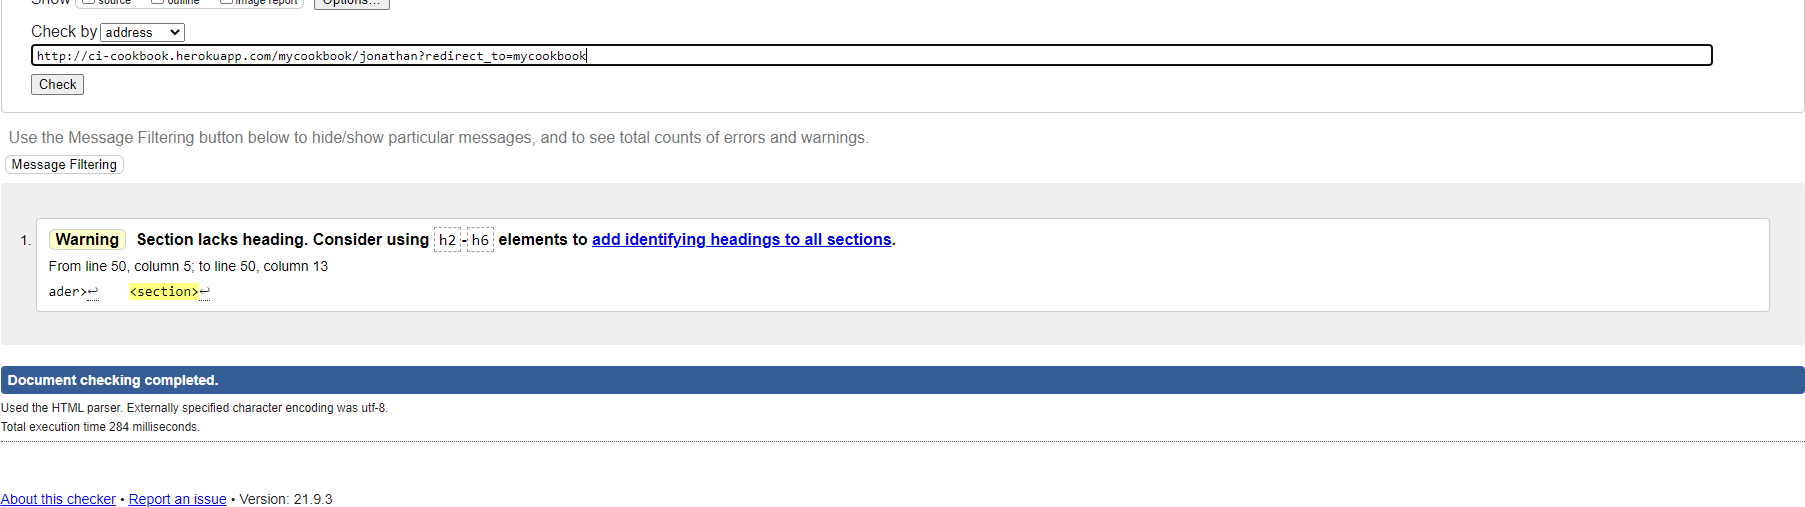 Show source outline image report Options...
Check by address
http://ci-cookbook.herokuapp.com/mycookbook/jonathan?redirect_to=mycookbook
Check
Use the Message Filtering button below to hide/show particular messages, and to see total counts of errors and warnings.
Message Filtering
1. Warning Section lacks heading. Consider using h2-h6 elements to add identifying headings to all sections.
From line 50, column 5; to line 50, column 13
ader>↩ <section>↩
Document checking completed.
Used the HTML parser. Externally specified character encoding was utf-8.
Total execution time 284 milliseconds.
About this checker • Report an issue • Version: 21.9.3